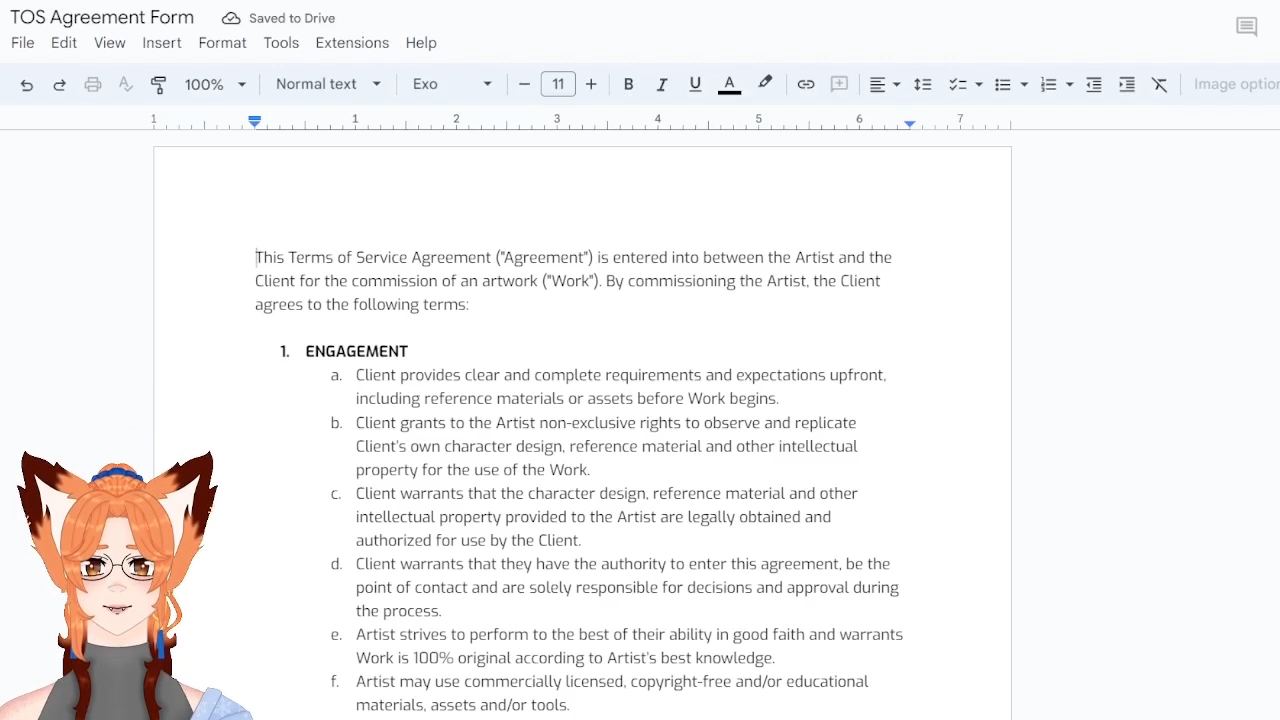 TOS Agreement Form Saved to Drive
File Edit View Insert Format Tools Extensions Help
100% Normal text Exo 11 B I U A
1 1 2 3 4 5 6 7
This Terms of Service Agreement ("Agreement") is entered into between the Artist and the
Client for the commission of an artwork ("Work"). By commissioning the Artist, the Client
agrees to the following terms:
1. ENGAGEMENT
a. Client provides clear and complete requirements and expectations upfront,
including reference materials or assets before Work begins.
b. Client grants to the Artist non-exclusive rights to observe and replicate
Client's own character design, reference material and other intellectual
property for the use of the Work.
c. Client warrants that the character design, reference material and other
intellectual property provided to the Artist are legally obtained and
authorized for use by the Client.
d. Client warrants that they have the authority to enter this agreement, be the
point of contact and are solely responsible for decisions and approval during
the process.
e. Artist strives to perform to the best of their ability in good faith and warrants
Work is 100% original according to Artist's best knowledge.
f. Artist may use commercially licensed, copyright-free and/or educational
materials, assets and/or tools.